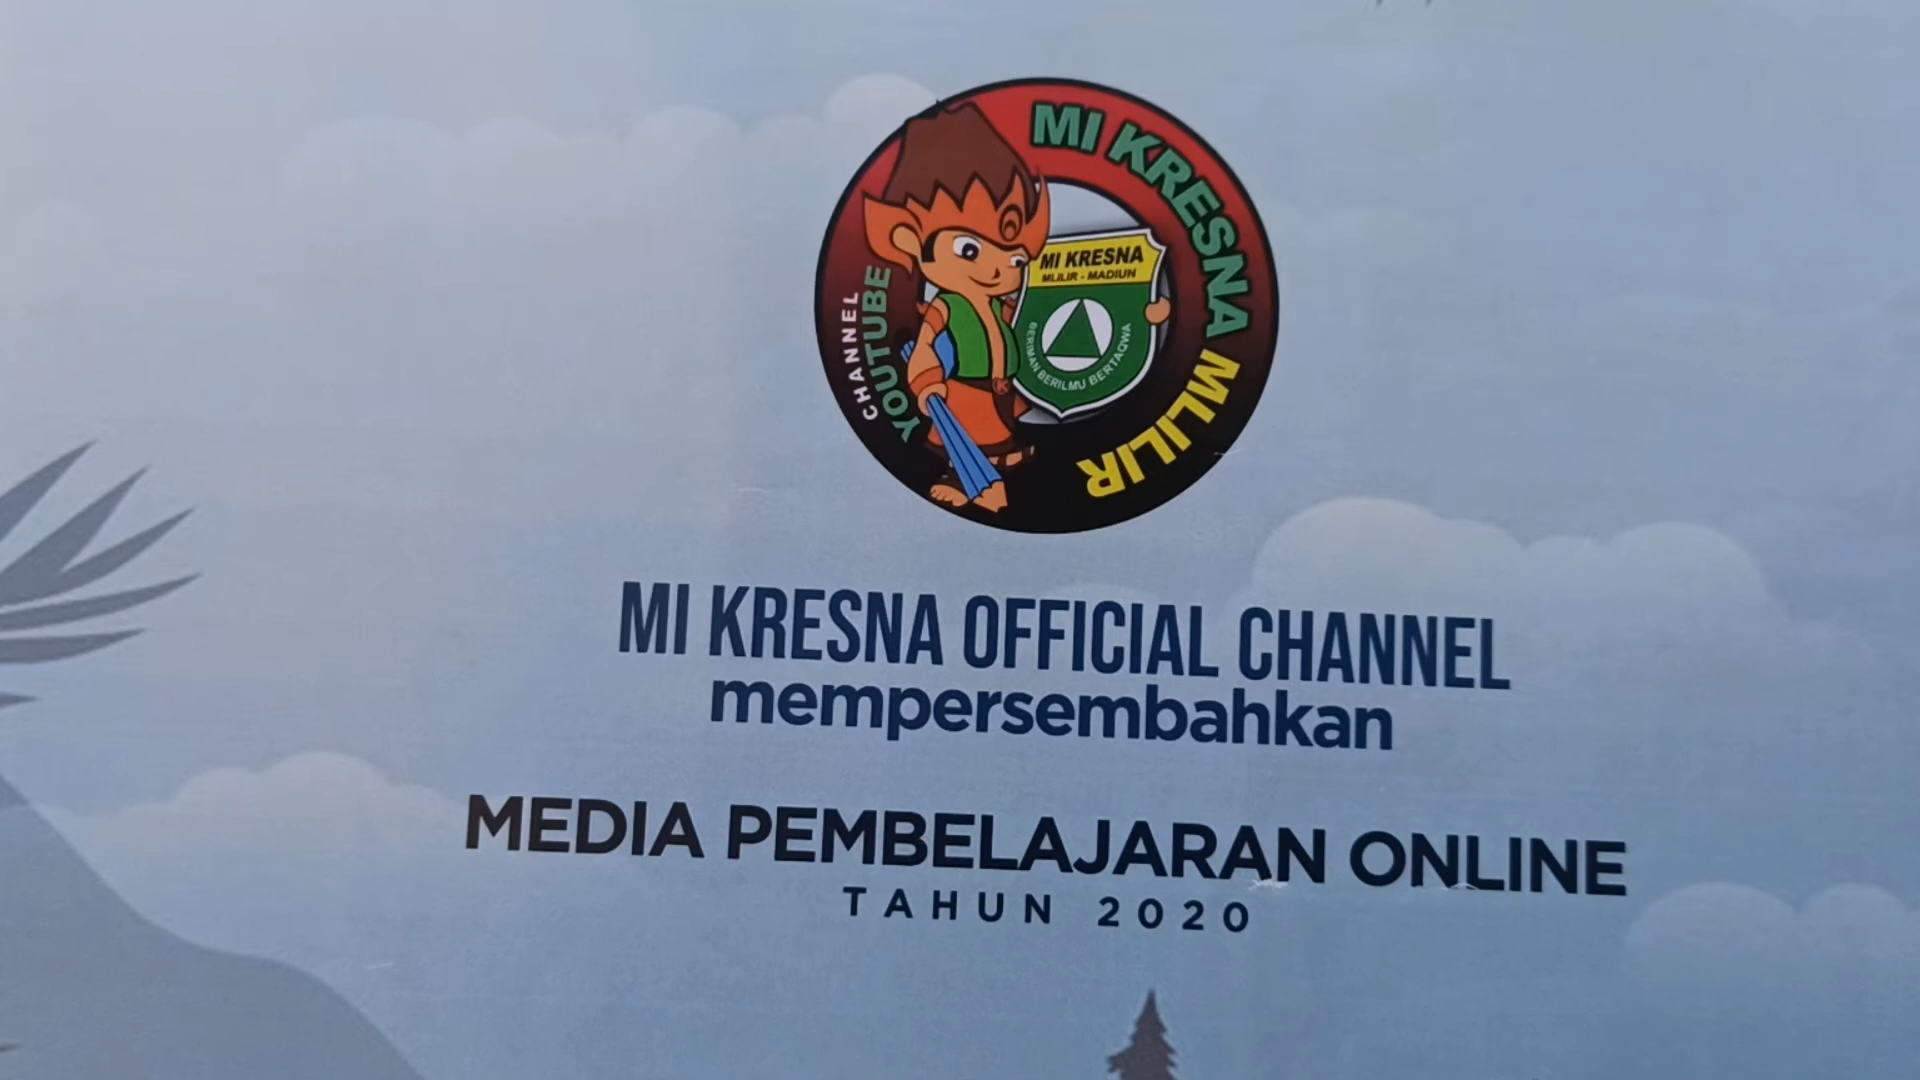 MI KRESNA MLILIR
CHANNEL
YOUTUBE
MI KRESNA
MLILIR - MADIUN
BERIMAN BERILMU BERTAQWA
K
MI KRESNA OFFICIAL CHANNEL
mempersembahkan
MEDIA PEMBELAJARAN ONLINE
TAHUN 2020